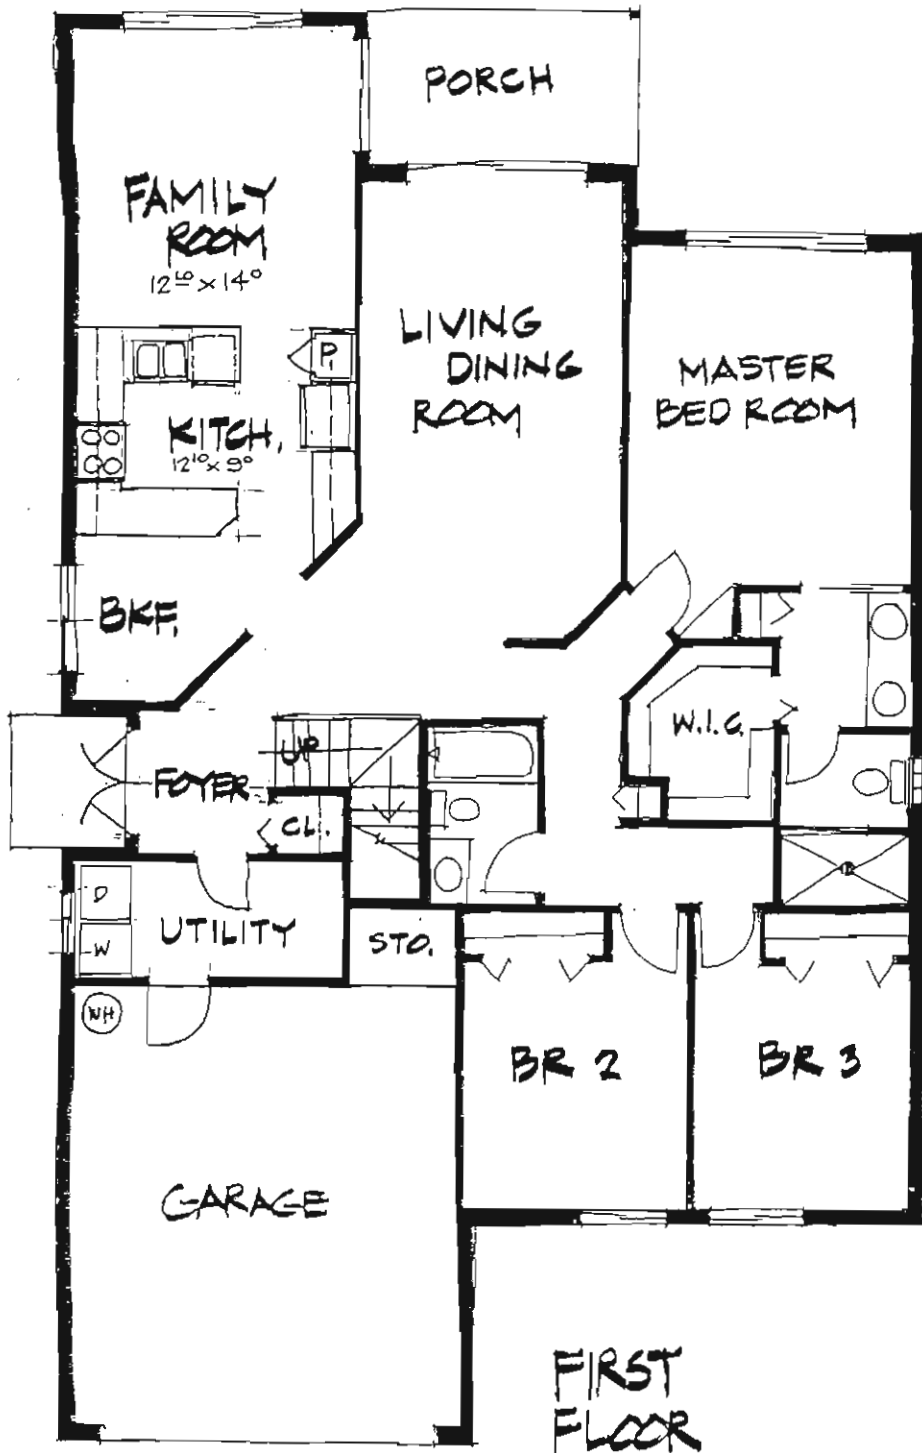 PORCH
FAMILY
ROOM
12¹⁰ x 14⁰
LIVING
DINING
ROOM
P.
MASTER
BED ROOM
KITCH.
12¹⁰ x 9⁰
BKF.
W.I.C.
UP
FOYER
CL.
D
W
UTILITY
STO.
WH
BR 2
BR 3
GARAGE
FIRST
FLOOR